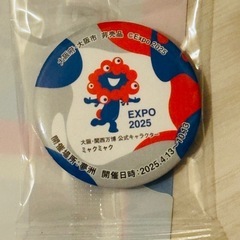 大阪府・大阪市 非売品 ©Expo 2025
EXPO
2025
大阪・関西万博 公式キャラクター
ミャクミャク
開催場所:夢洲 開催日時:2025.4.13-10.13